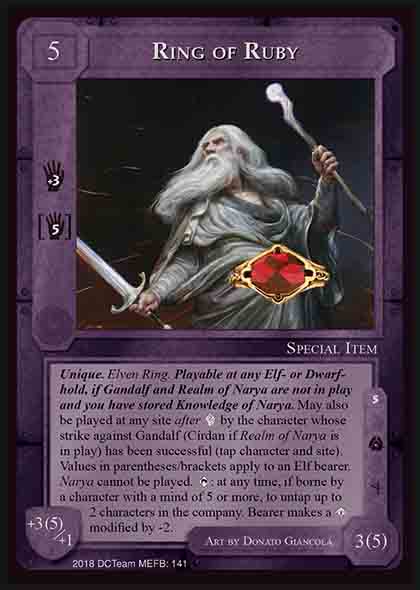 5
RING OF RUBY
+3
[5]
SPECIAL ITEM
Unique. Elven Ring. Playable at any Elf- or Dwarf-
hold, if Gandalf and Realm of Narya are not in play
and you have stored Knowledge of Narya. May also
be played at any site after by the character whose
strike against Gandalf (Círdan if Realm of Narya is
in play) has been successful (tap character and site).
Values in parentheses/brackets apply to an Elf bearer.
Narya cannot be played. : at any time, if borne by
a character with a mind of 5 or more, to untap up to
2 characters in the company. Bearer makes a
modified by -2.
5
+3(5)
+1
ART BY DONATO GIANCOLA
3(5)
2018 DCTeam MEFB: 141